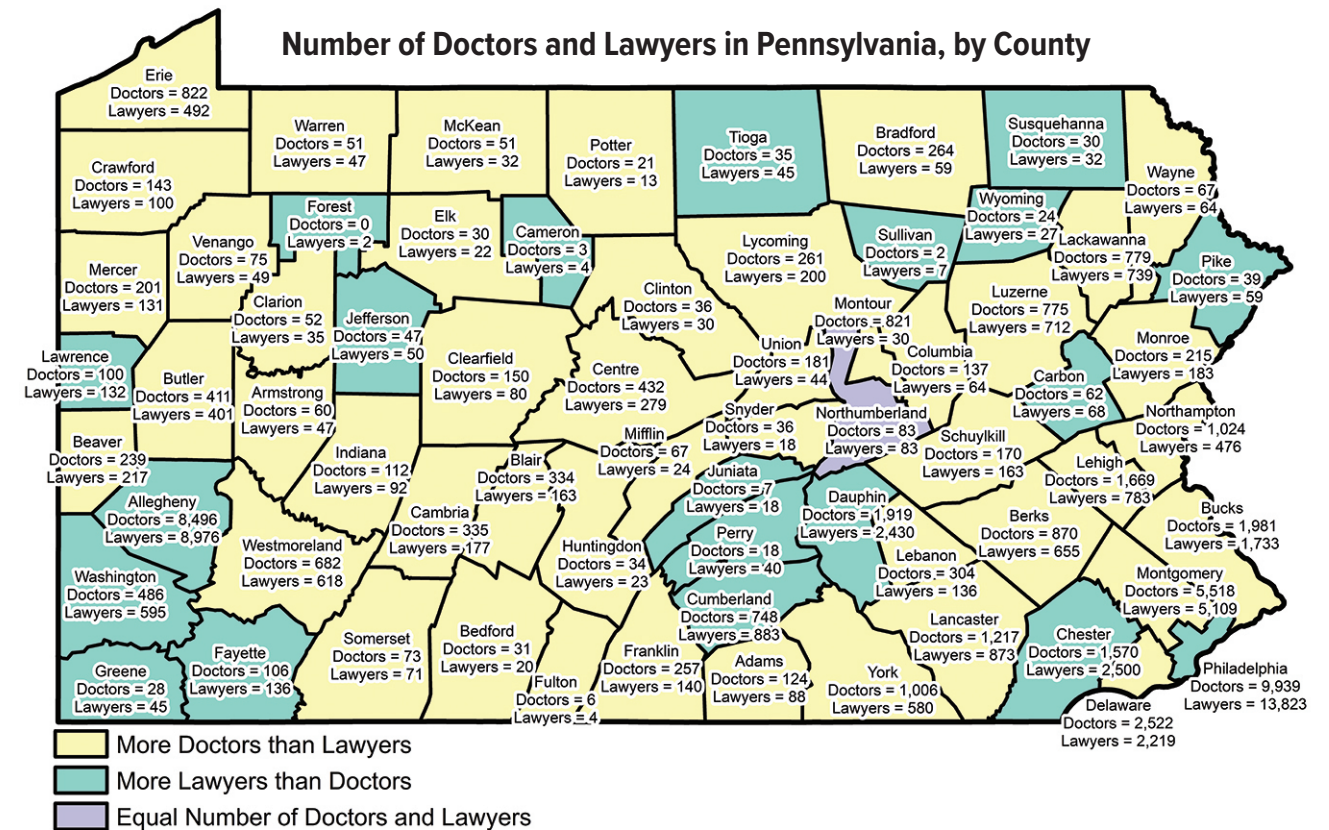 Number of Doctors and Lawyers in Pennsylvania, by County
Erie
Doctors = 822
Lawyers = 492
Warren
Doctors = 51
Lawyers = 47
McKean
Doctors = 51
Lawyers = 32
Potter
Doctors = 21
Lawyers = 13
Tioga
Doctors = 35
Lawyers = 45
Bradford
Doctors = 264
Lawyers = 59
Susquehanna
Doctors = 30
Lawyers = 32
Wayne
Doctors = 67
Lawyers = 64
Crawford
Doctors = 143
Lawyers = 100
Forest
Doctors = 0
Lawyers = 2
Elk
Doctors = 30
Lawyers = 22
Cameron
Doctors = 3
Lawyers = 4
Wyoming
Doctors = 24
Lawyers = 27
Sullivan
Doctors = 2
Lawyers = 7
Lackawanna
Doctors = 779
Lawyers = 739
Pike
Doctors = 39
Lawyers = 59
Mercer
Doctors = 201
Lawyers = 131
Venango
Doctors = 75
Lawyers = 49
Lycoming
Doctors = 261
Lawyers = 200
Clarion
Doctors = 52
Lawyers = 35
Jefferson
Doctors = 47
Lawyers = 50
Clinton
Doctors = 36
Lawyers = 30
Montour
Doctors = 821
Lawyers = 30
Luzerne
Doctors = 775
Lawyers = 712
Monroe
Doctors = 215
Lawyers = 183
Lawrence
Doctors = 100
Lawyers = 132
Butler
Doctors = 411
Lawyers = 401
Clearfield
Doctors = 150
Lawyers = 80
Centre
Doctors = 432
Lawyers = 279
Union
Doctors = 181
Lawyers = 44
Columbia
Doctors = 137
Lawyers = 64
Carbon
Doctors = 62
Lawyers = 68
Armstrong
Doctors = 60
Lawyers = 47
Snyder
Doctors = 36
Lawyers = 18
Northumberland
Doctors = 83
Lawyers = 83
Northampton
Doctors = 1,024
Lawyers = 476
Beaver
Doctors = 239
Lawyers = 217
Indiana
Doctors = 112
Lawyers = 92
Blair
Doctors = 334
Lawyers = 163
Mifflin
Doctors = 67
Lawyers = 24
Schuylkill
Doctors = 170
Lawyers = 163
Lehigh
Doctors = 1,669
Lawyers = 783
Allegheny
Doctors = 8,496
Lawyers = 8,976
Cambria
Doctors = 335
Lawyers = 177
Juniata
Doctors = 7
Lawyers = 18
Dauphin
Doctors = 1,919
Lawyers = 2,430
Berks
Doctors = 870
Lawyers = 655
Bucks
Doctors = 1,981
Lawyers = 1,733
Westmoreland
Doctors = 682
Lawyers = 618
Huntingdon
Doctors = 34
Lawyers = 23
Perry
Doctors = 18
Lawyers = 40
Lebanon
Doctors = 304
Lawyers = 136
Montgomery
Doctors = 5,518
Lawyers = 5,109
Washington
Doctors = 486
Lawyers = 595
Cumberland
Doctors = 748
Lawyers = 883
Lancaster
Doctors = 1,217
Lawyers = 873
Chester
Doctors = 1,570
Lawyers = 2,500
Greene
Doctors = 28
Lawyers = 45
Fayette
Doctors = 106
Lawyers = 136
Somerset
Doctors = 73
Lawyers = 71
Bedford
Doctors = 31
Lawyers = 20
Fulton
Doctors = 6
Lawyers = 4
Franklin
Doctors = 257
Lawyers = 140
Adams
Doctors = 124
Lawyers = 88
York
Doctors = 1,006
Lawyers = 580
Philadelphia
Doctors = 9,939
Lawyers = 13,823
Delaware
Doctors = 2,522
Lawyers = 2,219
More Doctors than Lawyers
More Lawyers than Doctors
Equal Number of Doctors and Lawyers